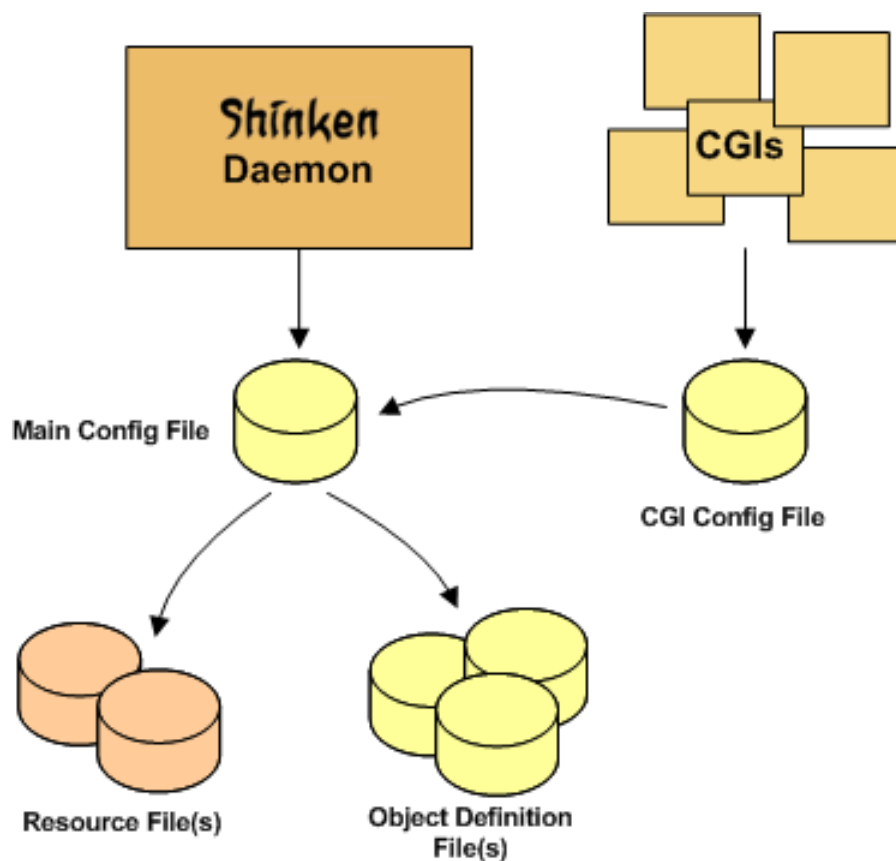 Shinken
Daemon
CGIs
Main Config File
CGI Config File
Resource File(s)
Object Definition
File(s)